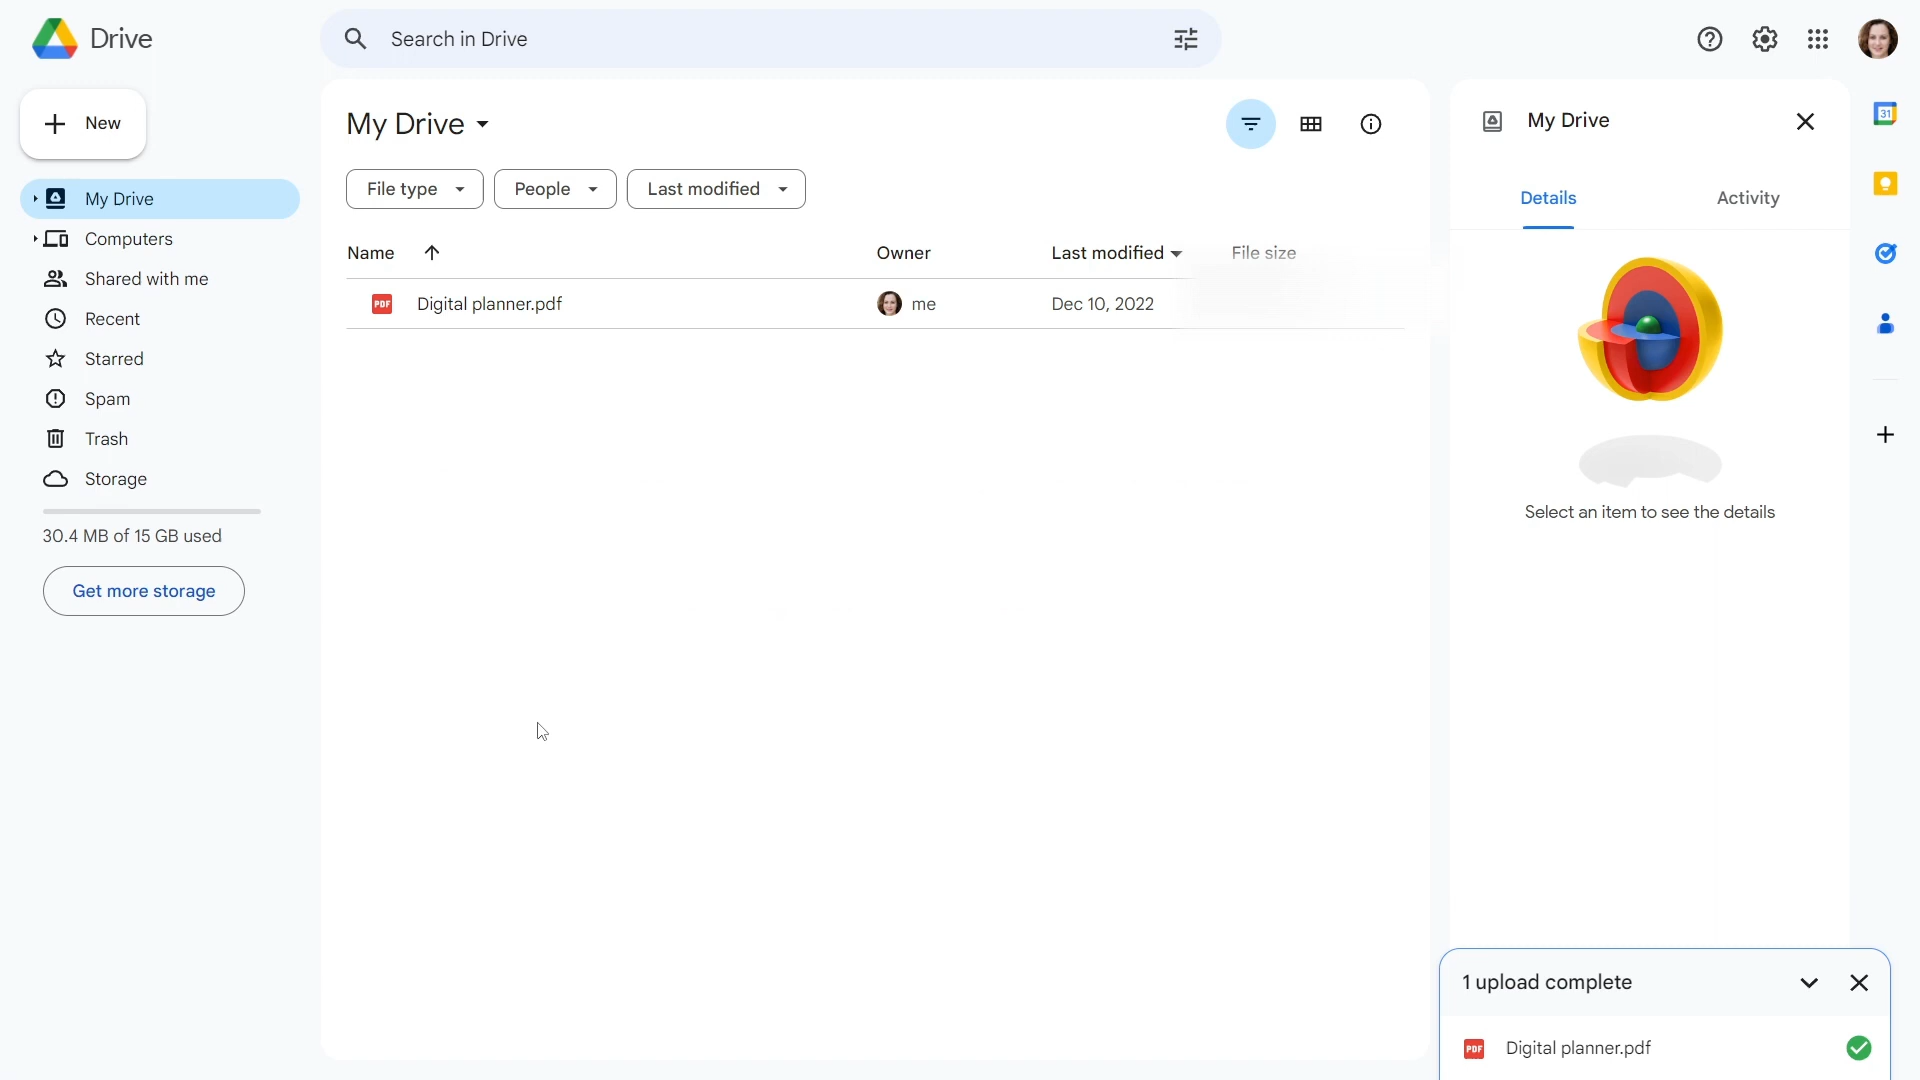 Drive
Search in Drive
New
My Drive
Computers
Shared with me
Recent
Starred
Spam
Trash
Storage
30.4 MB of 15 GB used
Get more storage
My Drive
File type
People
Last modified
Name
Owner
Last modified
File size
PDF
Digital planner.pdf
me
Dec 10, 2022
My Drive
Details
Activity
Select an item to see the details
31
1 upload complete
PDF
Digital planner.pdf